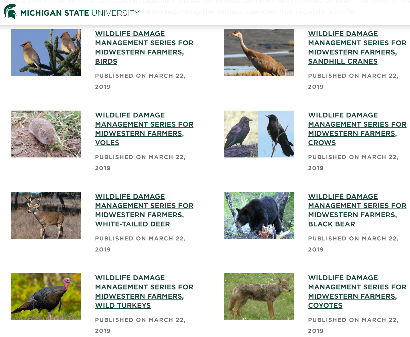 MICHIGAN STATE UNIVERSITY
WILDLIFE DAMAGE
MANAGEMENT SERIES FOR
MIDWESTERN FARMERS,
BIRDS
PUBLISHED ON MARCH 22,
2019
WILDLIFE DAMAGE
MANAGEMENT SERIES FOR
MIDWESTERN FARMERS,
SANDHILL CRANES
PUBLISHED ON MARCH 22,
2019
WILDLIFE DAMAGE
MANAGEMENT SERIES FOR
MIDWESTERN FARMERS,
VOLES
PUBLISHED ON MARCH 22,
2019
WILDLIFE DAMAGE
MANAGEMENT SERIES FOR
MIDWESTERN FARMERS,
CROWS
PUBLISHED ON MARCH 22,
2019
WILDLIFE DAMAGE
MANAGEMENT SERIES FOR
MIDWESTERN FARMERS,
WHITE-TAILED DEER
PUBLISHED ON MARCH 22,
2019
WILDLIFE DAMAGE
MANAGEMENT SERIES FOR
MIDWESTERN FARMERS,
BLACK BEAR
PUBLISHED ON MARCH 22,
2019
WILDLIFE DAMAGE
MANAGEMENT SERIES FOR
MIDWESTERN FARMERS,
WILD TURKEYS
PUBLISHED ON MARCH 22,
2019
WILDLIFE DAMAGE
MANAGEMENT SERIES FOR
MIDWESTERN FARMERS,
COYOTES
PUBLISHED ON MARCH 22,
2019